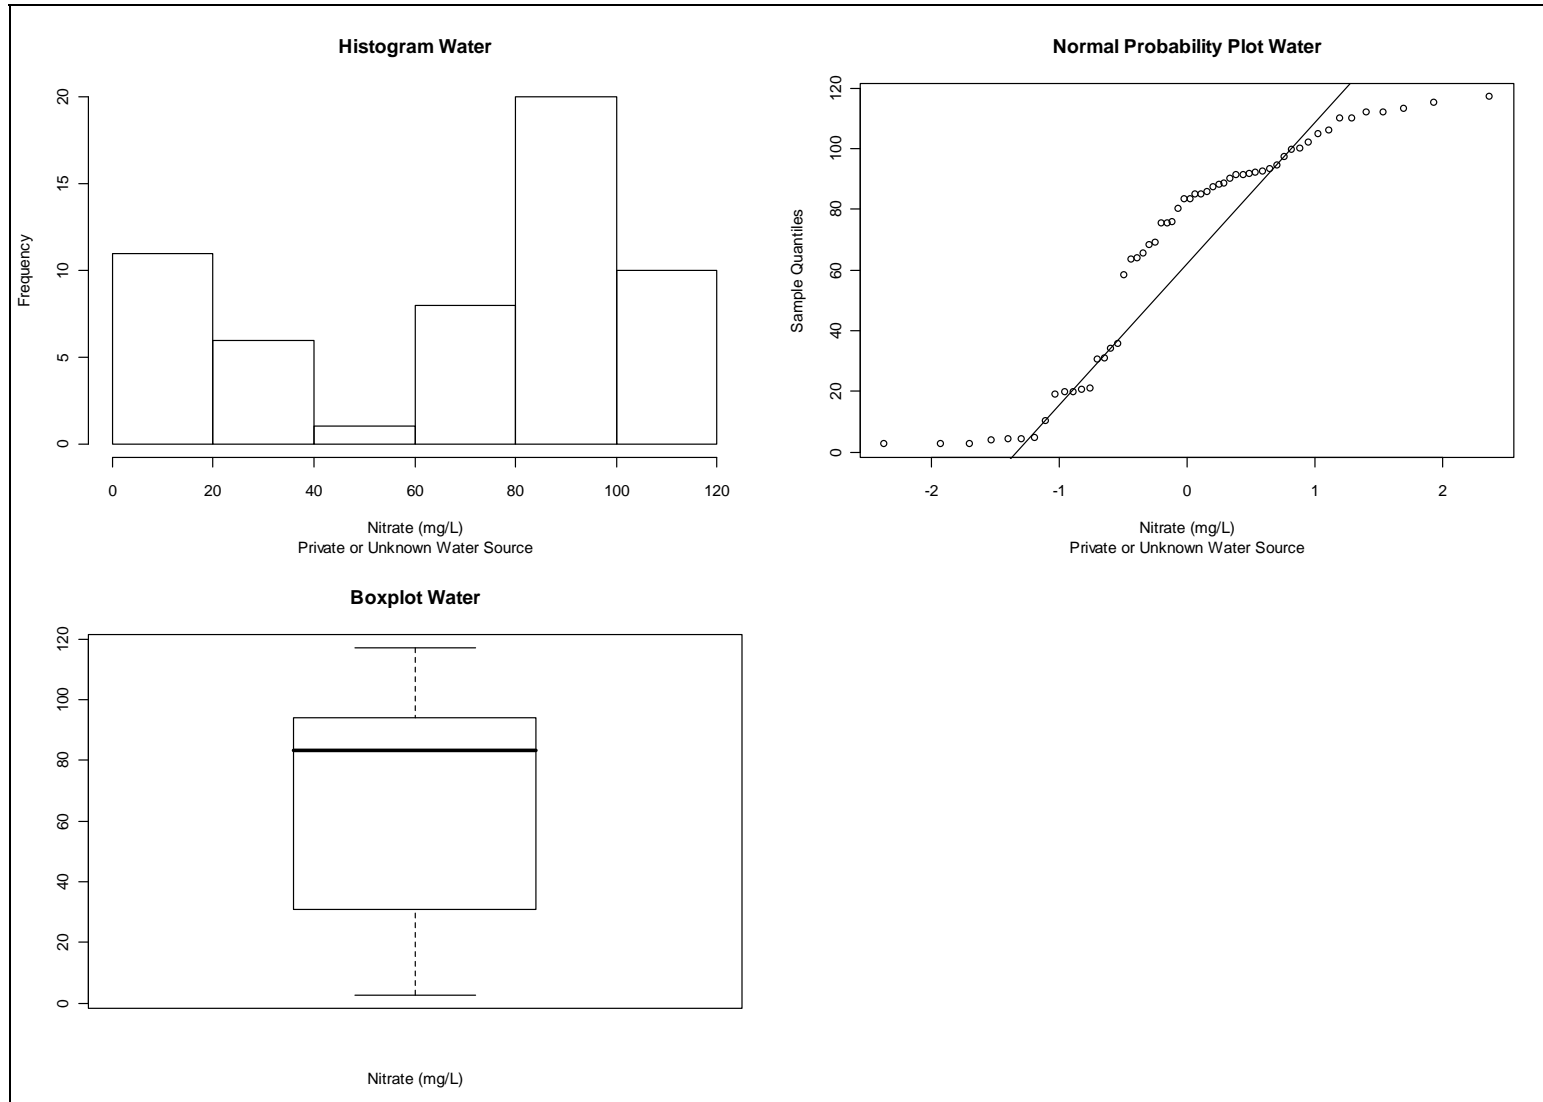 Histogram Water
Frequency
20
15
10
5
0
0 20 40 60 80 100 120
Nitrate (mg/L)
Private or Unknown Water Source
Normal Probability Plot Water
Sample Quantiles
120
100
80
60
40
20
0
-2 -1 0 1 2
Nitrate (mg/L)
Private or Unknown Water Source
Boxplot Water
120
100
80
60
40
20
0
Nitrate (mg/L)